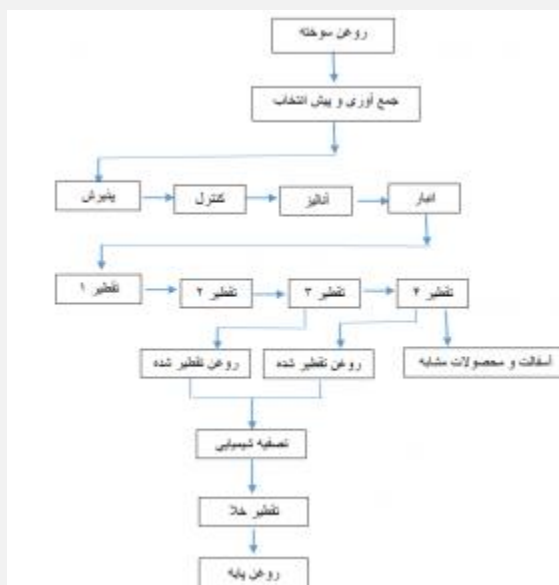 روغن سوخته
جمع آوری و پیش انتخاب
پذیرش
کنترل
آنالیز
انبار
تقطیر ۱
تقطیر ۲
تقطیر ۳
تقطیر ۴
روغن تقطیر شده
روغن تقطیر شده
آسفالت و محصولات مشابه
تصفیه شیمیایی
تقطیر خلا
روغن پایه